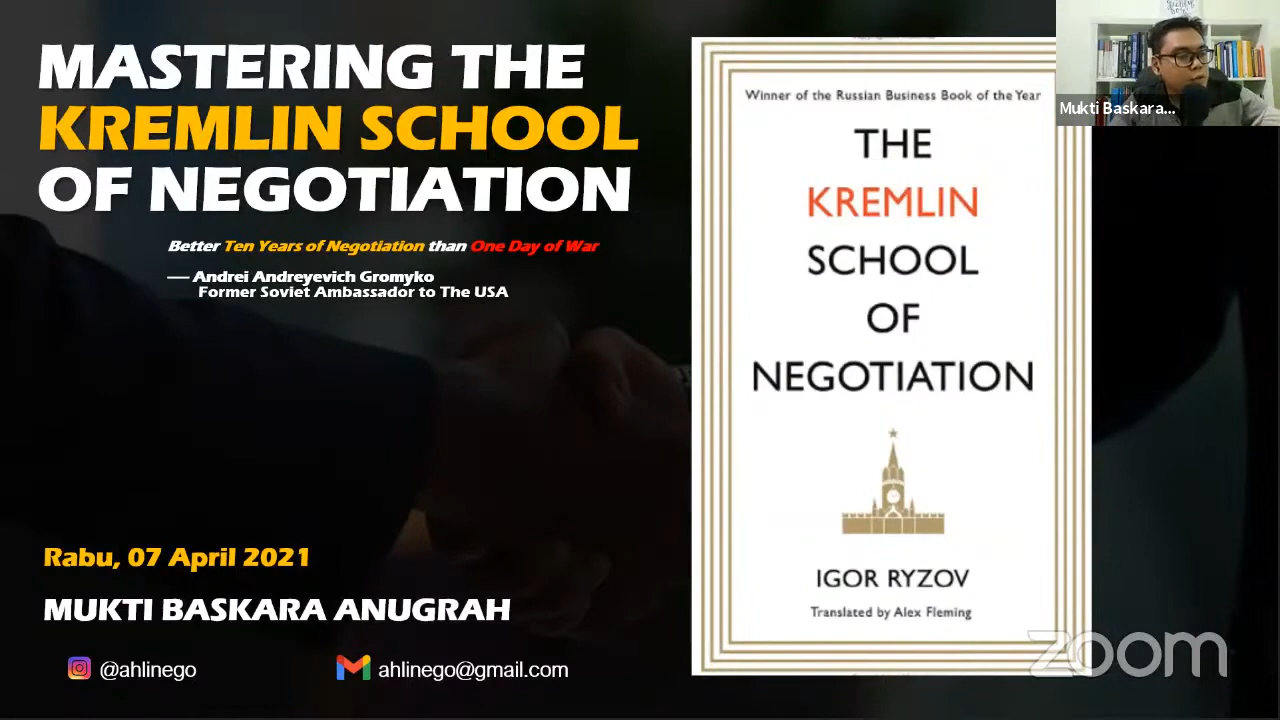 MASTERING THE
KREMLIN SCHOOL
OF NEGOTIATION
Better Ten Years of Negotiation than One Day of War
— Andrei Andreyevich Gromyko
Former Soviet Ambassador to The USA
Rabu, 07 April 2021
MUKTI BASKARA ANUGRAH
@ahlinego
ahlinego@gmail.com
Winner of the Russian Business Book of the Year
THE
KREMLIN
SCHOOL
OF
NEGOTIATION
IGOR RYZOV
Translated by Alex Fleming
Mukti Baskara...
zoom